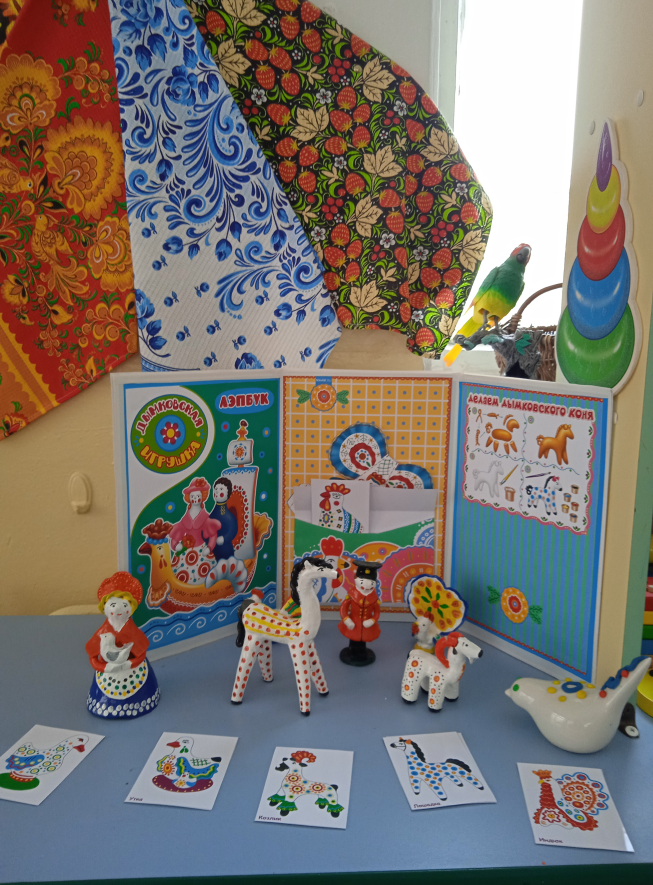 ДЫМКОВСКАЯ
ИГРУШКА
ЛЭПБУК
ДЕЛАЕМ ДЫМКОВСКОГО КОНЯ
Утка
Козлик
Лошадка
Индюк